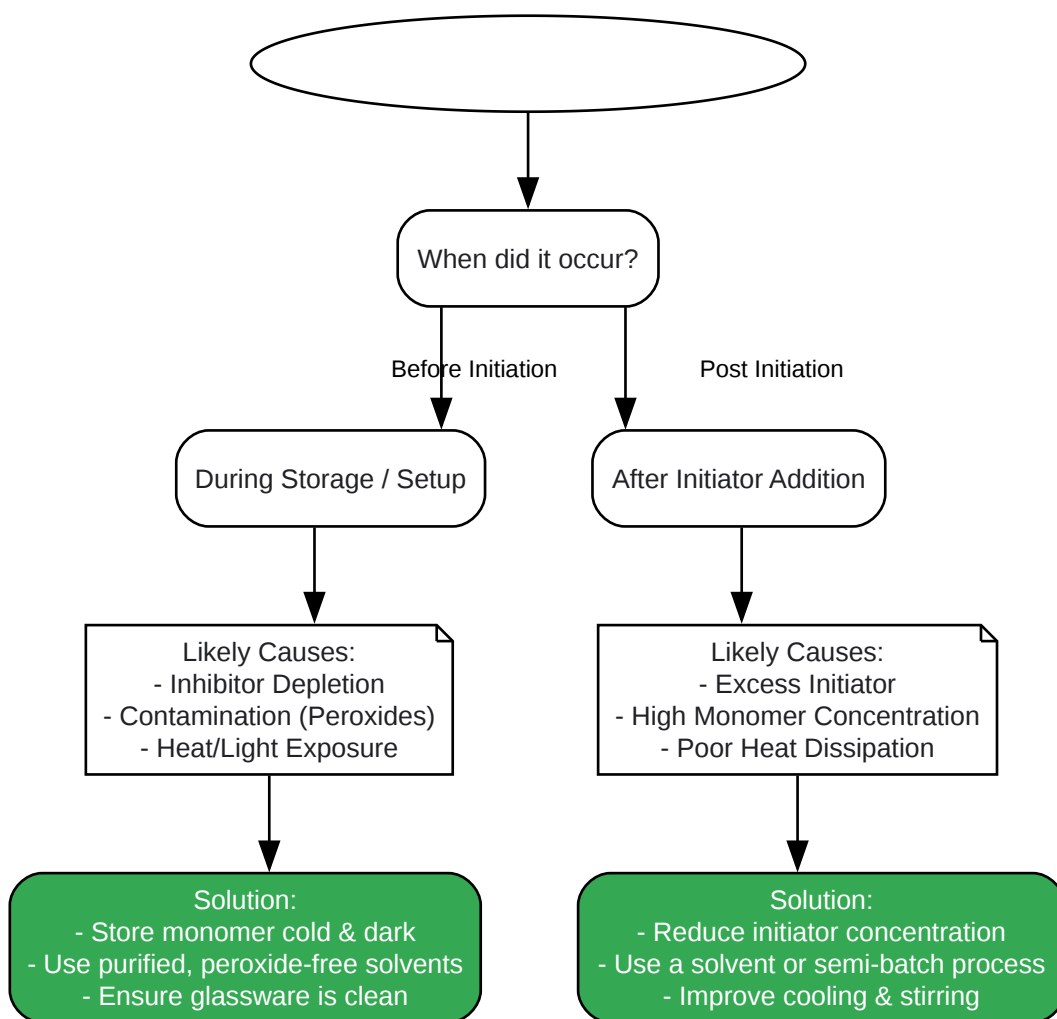 When did it occur?
Before Initiation
Post Initiation
During Storage / Setup
After Initiator Addition
Likely Causes:
- Inhibitor Depletion
- Contamination (Peroxides)
- Heat/Light Exposure
Likely Causes:
- Excess Initiator
- High Monomer Concentration
- Poor Heat Dissipation
Solution:
- Store monomer cold & dark
- Use purified, peroxide-free solvents
- Ensure glassware is clean
Solution:
- Reduce initiator concentration
- Use a solvent or semi-batch process
- Improve cooling & stirring